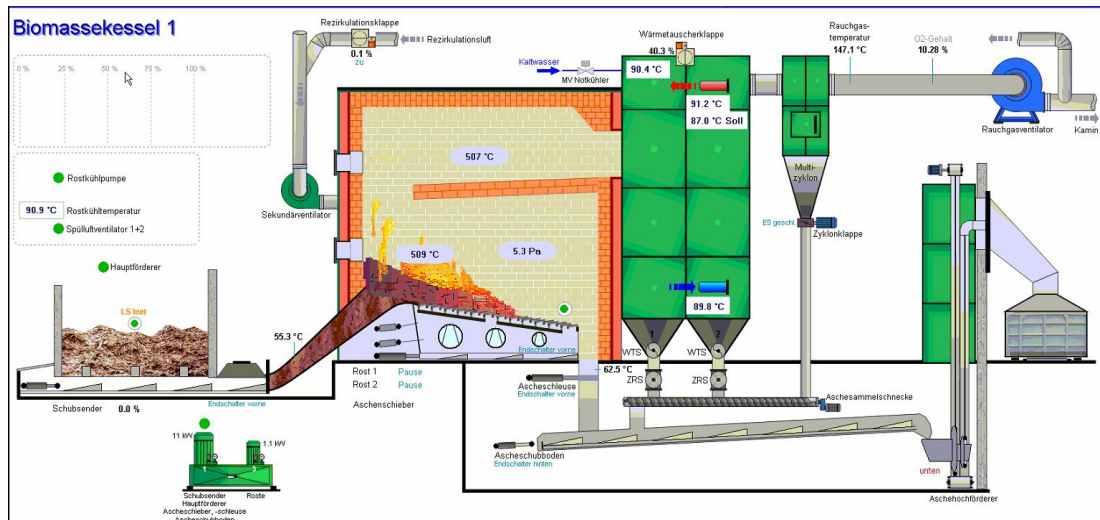 Biomassekessel 1
0 % 25 % 50 % 75 % 100 %
Rezirkulationsklappe
0.1 %
zu
Rezirkulationsluft
Wärmetauscherklappe
40.3 %
Kaltwasser
MV Notkühler
90.4 °C
91.2 °C
87.0 °C Soll
Rauchgas-
temperatur
147.1 °C
O2-Gehalt
10.28 %
Rauchgasventilator
Kamin
Rostkühlpumpe
90.9 °C
Rostkühltemperatur
Spülluftventilator 1+2
Sekundärventilator
507 °C
509 °C
5.3 Pa
Multi-
zyklon
ES geschl.
Zyklonklappe
Hauptförderer
LS leer
55.3 °C
89.8 °C
Endschalter vorne
1
2
WTS
WTS
ZRS
ZRS
Rost 1 Pause
Rost 2 Pause
Aschenschieber
62.5 °C
Ascheschleuse
Endschalter vorne
Aschesammelschnecke
Schubsender 0.0 %
Endschalter vorne
11 kW
1.1 kW
Ascheschubboden
Endschalter hinten
unten
Aschehochförderer
Schubsender
Hauptförderer
Ascheschieber, -schleuse
Ascheschubboden
Roste